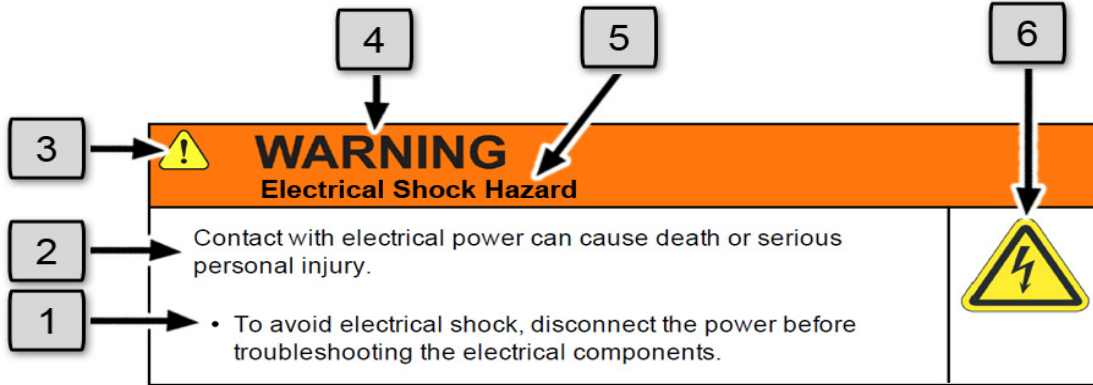 4
5
6
3
WARNING
Electrical Shock Hazard
2
Contact with electrical power can cause death or serious
personal injury.
1
• To avoid electrical shock, disconnect the power before
troubleshooting the electrical components.